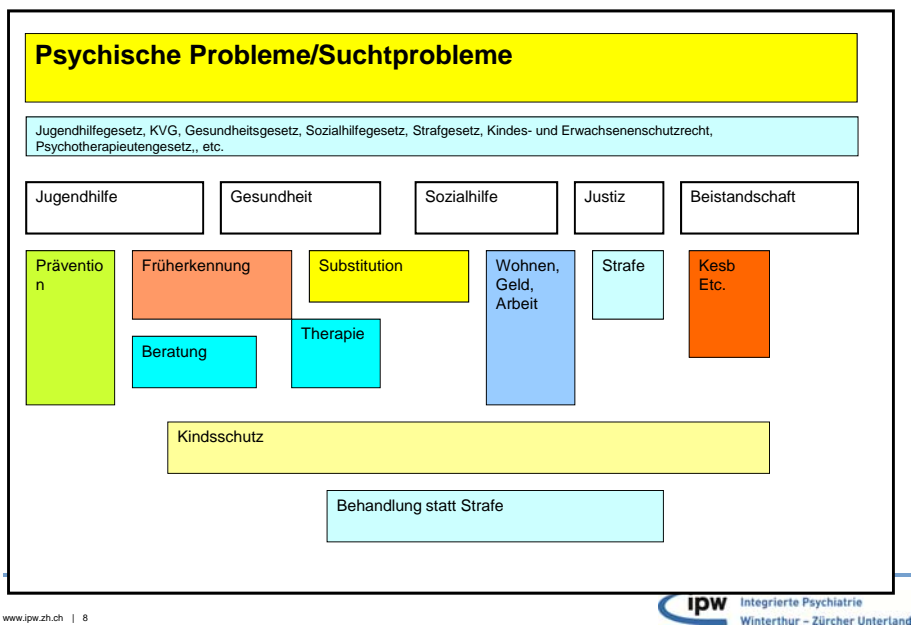 Psychische Probleme/Suchtprobleme
Jugendhilfegesetz, KVG, Gesundheitsgesetz, Sozialhilfegesetz, Strafgesetz, Kindes- und Erwachsenenschutzrecht,
Psychotherapieutengesetz,, etc.
Jugendhilfe
Gesundheit
Sozialhilfe
Justiz
Beistandschaft
Präventio
n
Früherkennung
Substitution
Wohnen,
Geld,
Arbeit
Strafe
Kesb
Etc.
Therapie
Beratung
Kindsschutz
Behandlung statt Strafe
www.ipw.zh.ch | 8
ipw
Integrierte Psychiatrie
Winterthur – Zürcher Unterland